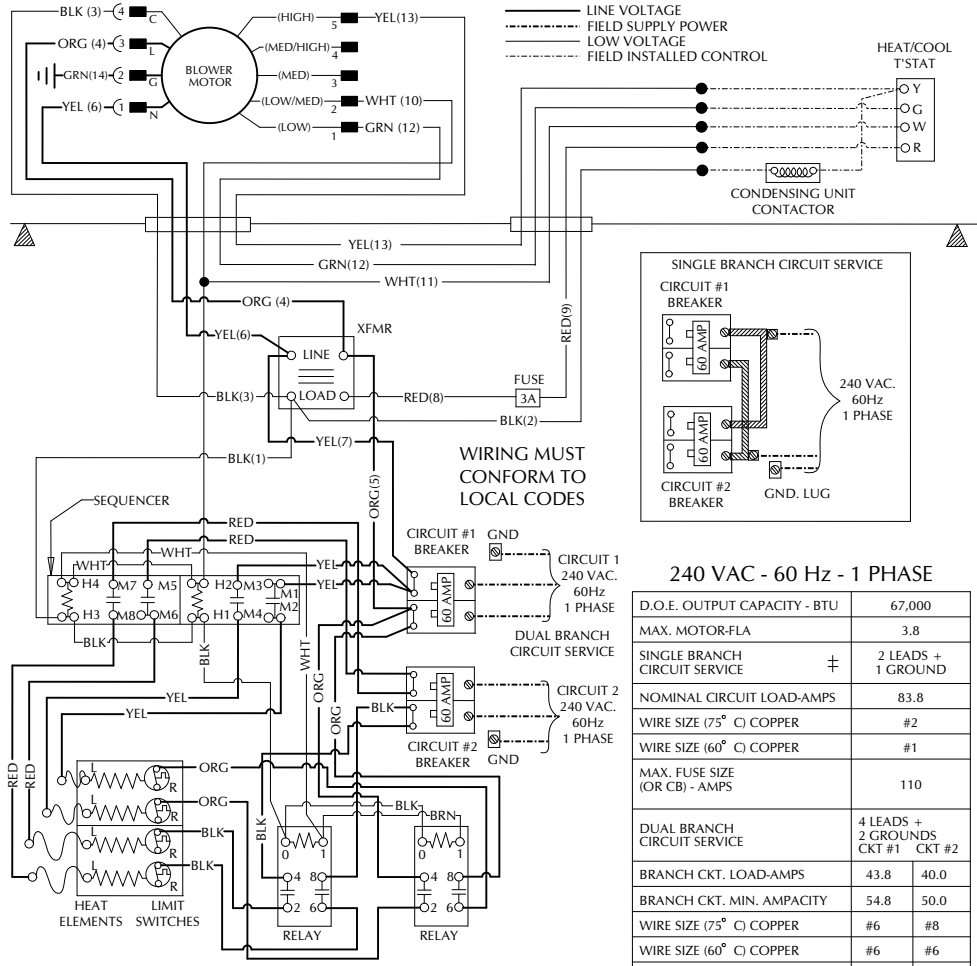 BLK (3)
4
C
ORG (4)
3
L
GRN(14)
2
G
YEL (6)
1
N
BLOWER
MOTOR
(HIGH)
5
YEL(13)
(MED/HIGH)
4
(MED)
3
(LOW/MED)
2
WHT (10)
(LOW)
1
GRN (12)
LINE VOLTAGE
FIELD SUPPLY POWER
LOW VOLTAGE
FIELD INSTALLED CONTROL
HEAT/COOL
T'STAT
Y
G
W
R
CONDENSING UNIT
CONTACTOR
YEL(13)
GRN(12)
WHT(11)
ORG (4)
YEL(6)
XFMR
LINE
LOAD
BLK(3)
RED(8)
FUSE
3A
RED(9)
BLK(2)
YEL(7)
BLK(1)
ORG(5)
WIRING MUST
CONFORM TO
LOCAL CODES
SINGLE BRANCH CIRCUIT SERVICE
CIRCUIT #1
BREAKER
60 AMP
60 AMP
240 VAC.
60Hz
1 PHASE
CIRCUIT #2
BREAKER
GND. LUG
SEQUENCER
RED
RED
WHT
WHT
YEL
YEL
H4 M7 M5 H2 M3 M1
M2
H3 M8 M6 H1 M4
BLK
BLK
WHT
CIRCUIT #1
BREAKER
GND
60 AMP
CIRCUIT 1
240 VAC.
60Hz
1 PHASE
DUAL BRANCH
CIRCUIT SERVICE
ORG
ORG
BLK
60 AMP
CIRCUIT 2
240 VAC.
60Hz
1 PHASE
CIRCUIT #2
BREAKER
GND
YEL
YEL
RED
RED
L
R
ORG
R
ORG
L
R
BLK
L
R
BLK
HEAT
ELEMENTS
LIMIT
SWITCHES
BLK
BLK
BRN
0 1
4 8
2 6
RELAY
0 1
4 8
2 6
RELAY
240 VAC - 60 Hz - 1 PHASE
D.O.E. OUTPUT CAPACITY - BTU 67,000
MAX. MOTOR-FLA 3.8
SINGLE BRANCH
CIRCUIT SERVICE ‡
2 LEADS +
1 GROUND
NOMINAL CIRCUIT LOAD-AMPS 83.8
WIRE SIZE (75° C) COPPER #2
WIRE SIZE (60° C) COPPER #1
MAX. FUSE SIZE
(OR CB) - AMPS
110
DUAL BRANCH
CIRCUIT SERVICE
4 LEADS +
2 GROUNDS
CKT #1 CKT #2
BRANCH CKT. LOAD-AMPS 43.8 40.0
BRANCH CKT. MIN. AMPACITY 54.8 50.0
WIRE SIZE (75° C) COPPER #6 #8
WIRE SIZE (60° C) COPPER #6 #6